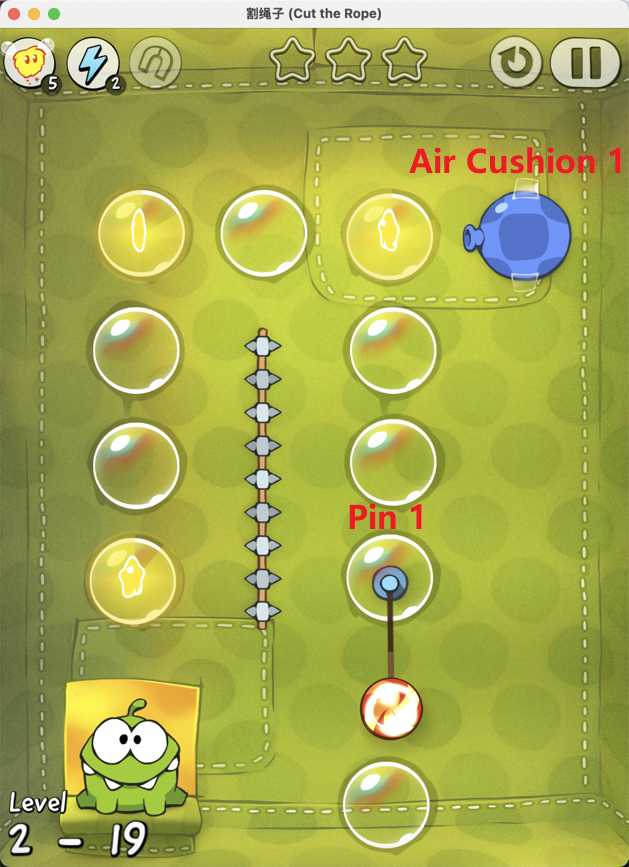 割绳子 (Cut the Rope)
5
2
Air Cushion 1
Pin 1
Level
2 - 19